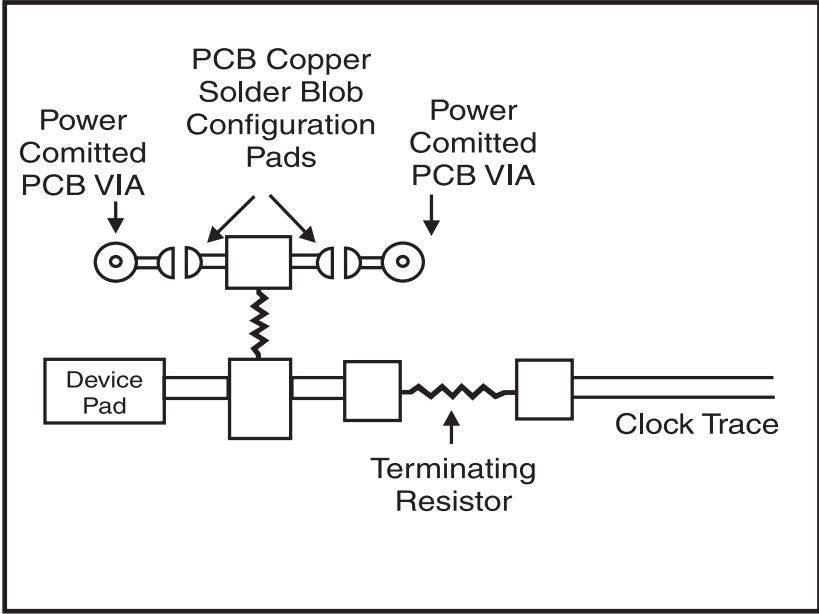 PCB Copper
Solder Blob
Configuration
Pads
Power
Comitted
PCB VIA
Power
Comitted
PCB VIA
Device
Pad
Clock Trace
Terminating
Resistor